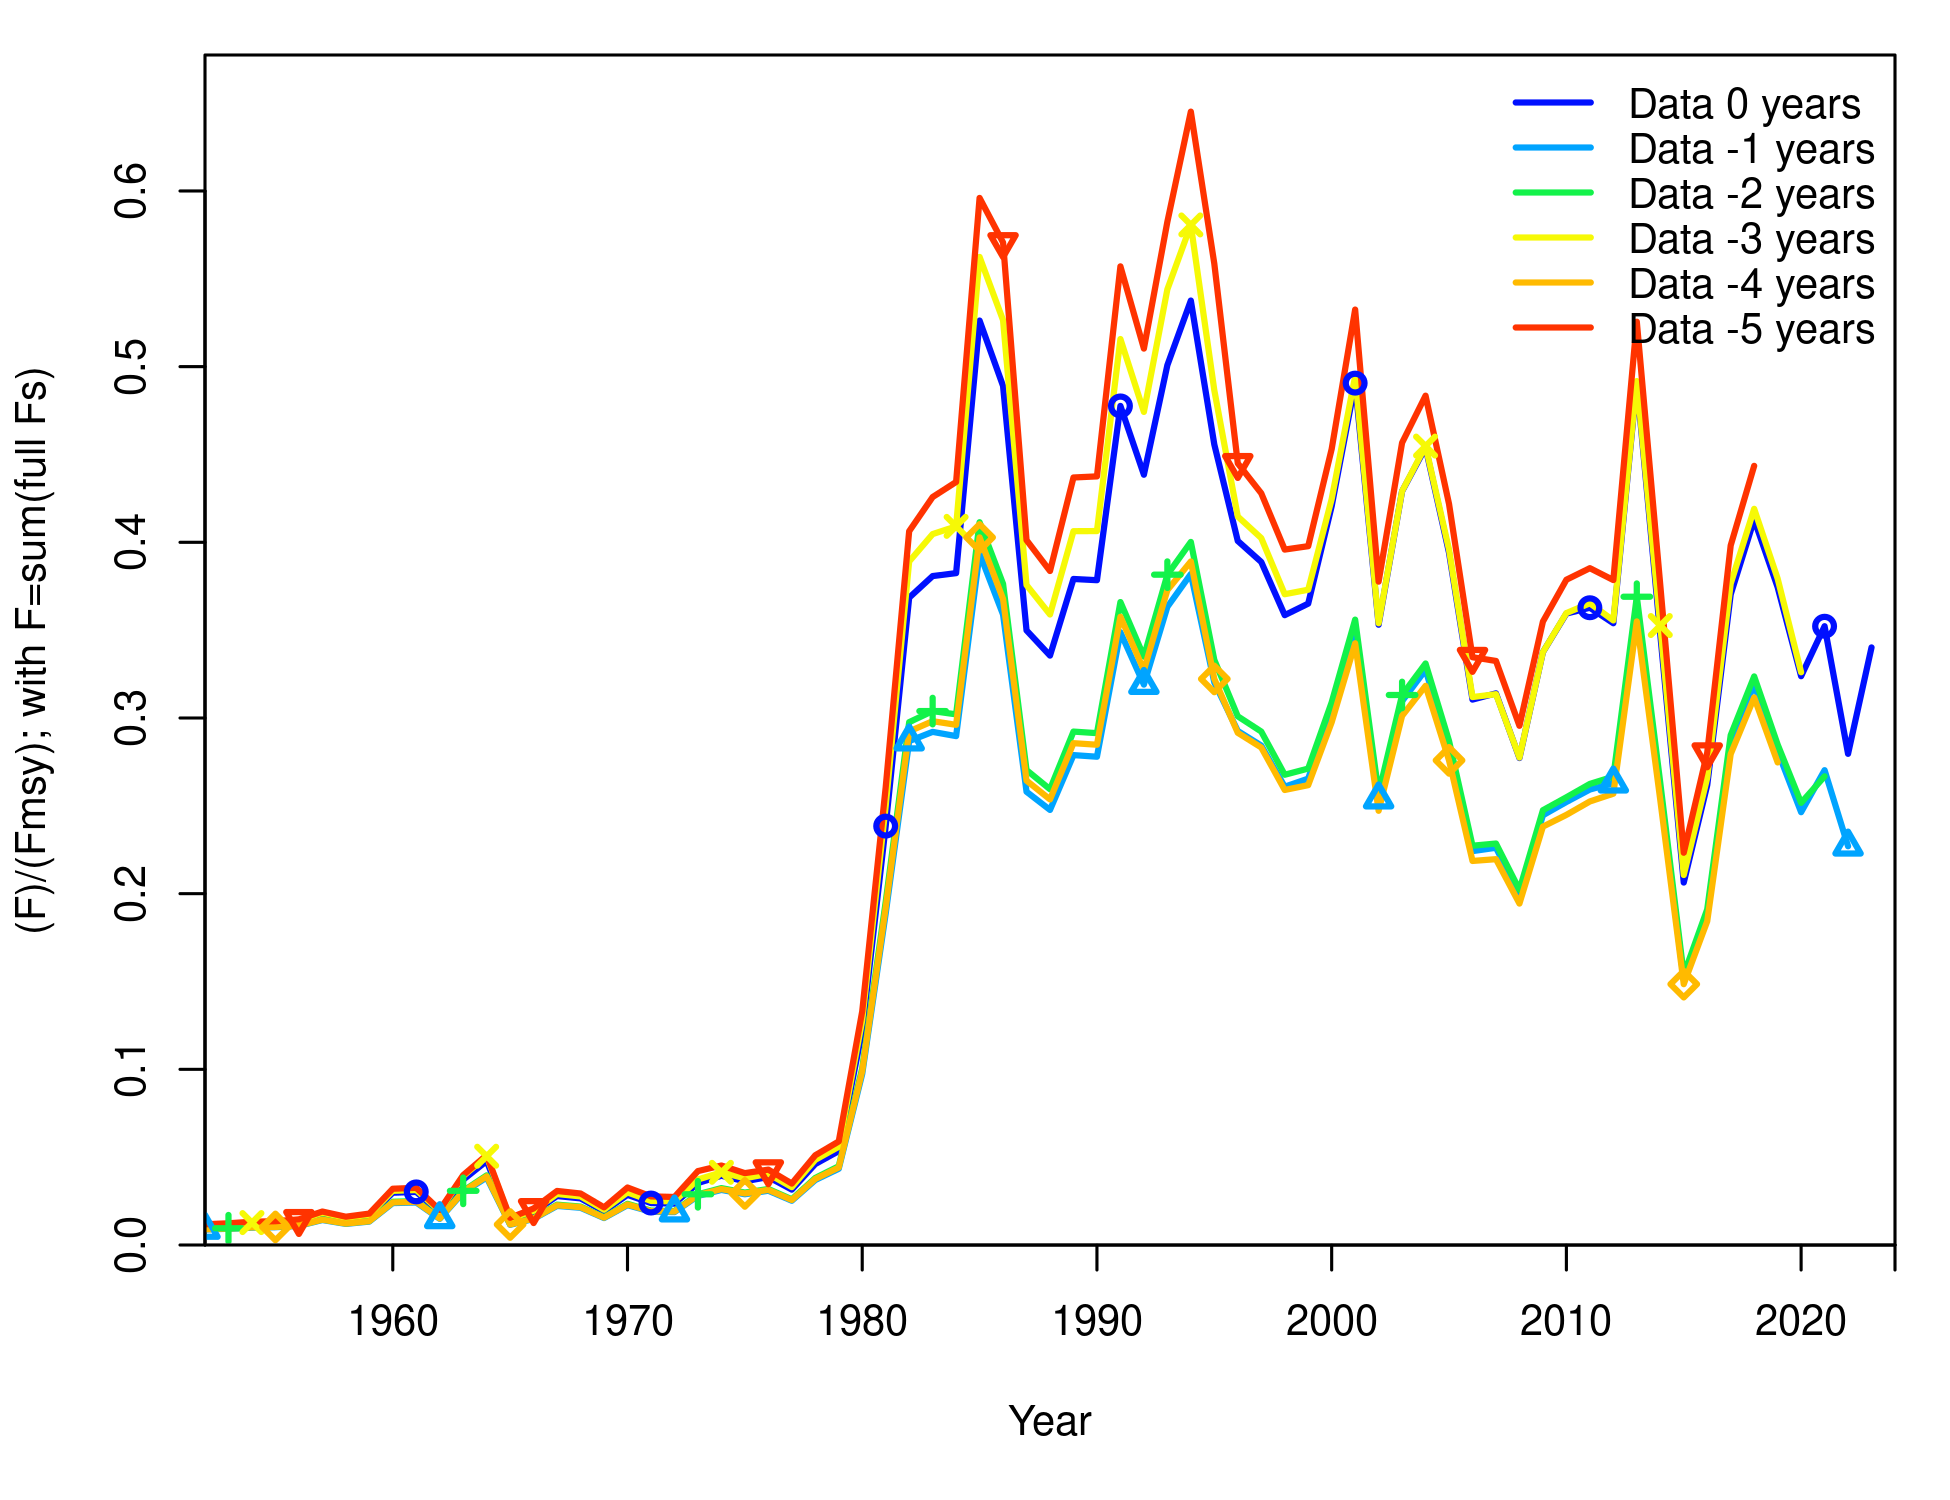 (F)/(Fmsy); with F=sum(full Fs)
0.6
0.5
0.4
0.3
0.2
0.1
0.0
Data 0 years
Data -1 years
Data -2 years
Data -3 years
Data -4 years
Data -5 years
1960 1970 1980 1990 2000 2010 2020
Year